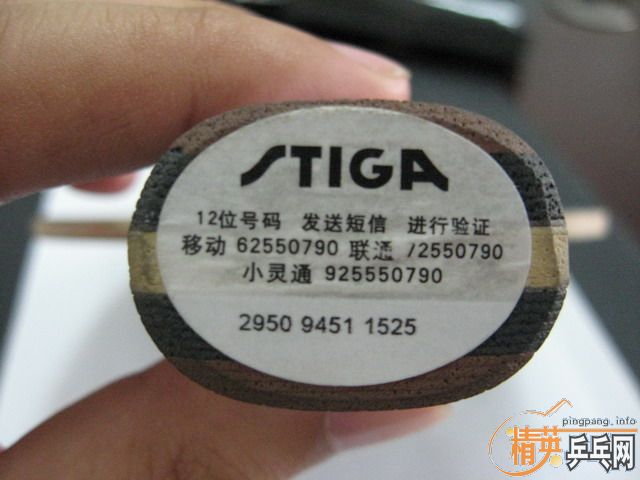 STIGA
12位号码 发送短信 进行验证
移动 62550790 联通 72550790
小灵通 925550790
2950 9451 1525
pingpang.info
精英乒乓网